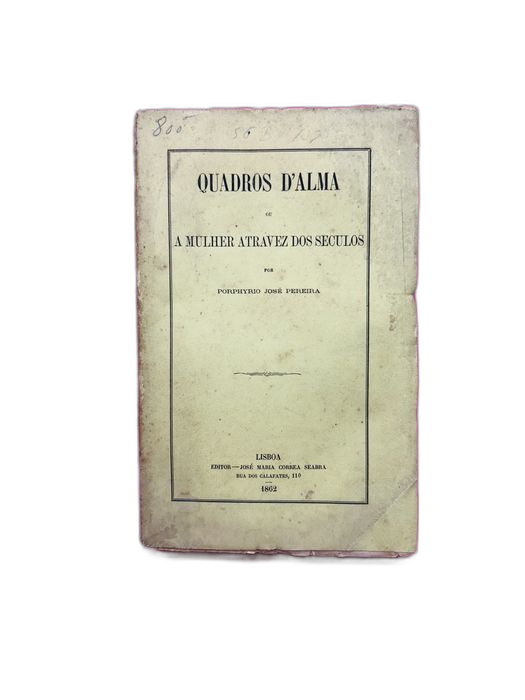 800
QUADROS D'ALMA
OU
A MULHER ATRAVEZ DOS SECULOS
POR
PORPHYRIO JOSÉ PEREIRA
LISBOA
EDITOR—JOSÉ MARIA CORREA SEABRA
RUA DOS CALAFATES, 110
1862